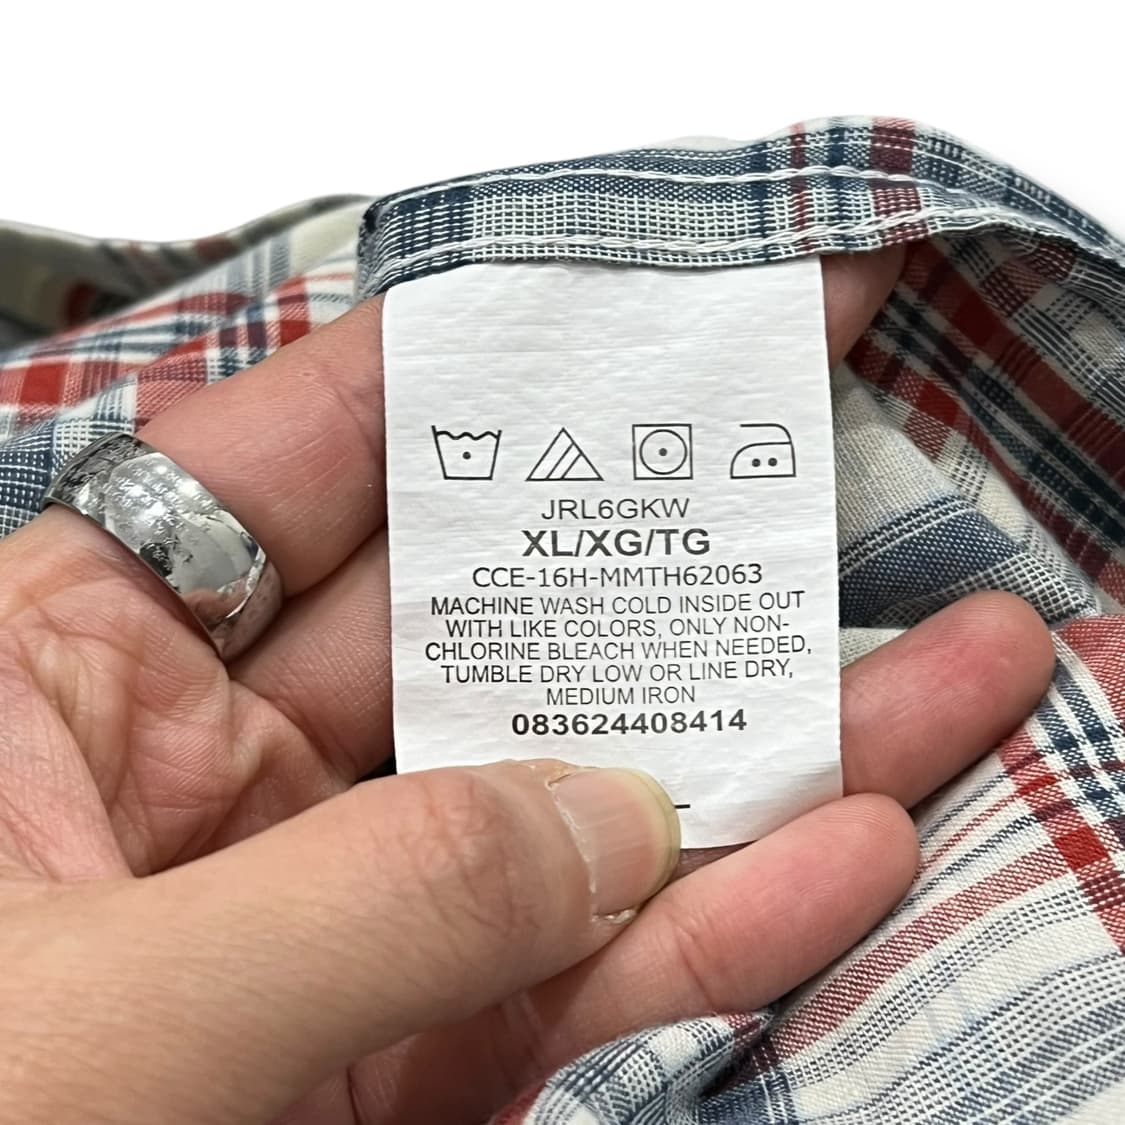 JRL6GKW
XL/XG/TG
CCE-16H-MMTH62063
MACHINE WASH COLD INSIDE OUT
WITH LIKE COLORS, ONLY NON-
CHLORINE BLEACH WHEN NEEDED,
TUMBLE DRY LOW OR LINE DRY,
MEDIUM IRON
083624408414